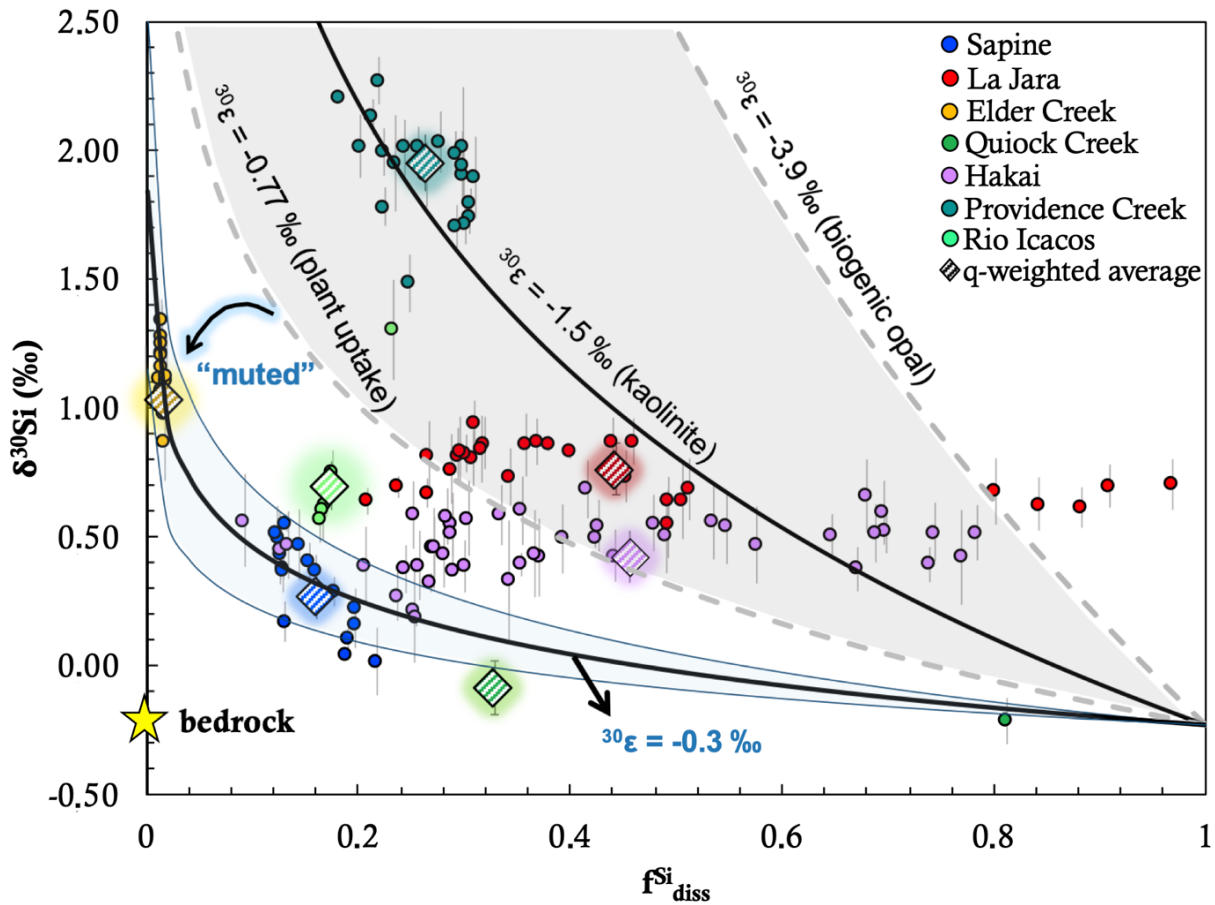 2.50
2.00
1.50
1.00
0.50
0.00
-0.50
δ³⁰Si (‰)
0
0.2
0.4
0.6
0.8
1
fˢⁱdiss
Sapine
La Jara
Elder Creek
Quiock Creek
Hakai
Providence Creek
Rio Icacos
q-weighted average
³⁰ε = -0.77 ‰ (plant uptake)
³⁰ε = -1.5 ‰ (kaolinite)
³⁰ε = -3.9 ‰ (biogenic opal)
“muted”
bedrock
³⁰ε = -0.3 ‰